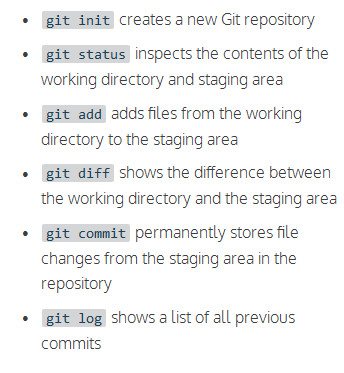 • git init creates a new Git repository
• git status inspects the contents of the
working directory and staging area
• git add adds files from the working
directory to the staging area
• git diff shows the difference between
the working directory and the staging area
• git commit permanently stores file
changes from the staging area in the
repository
• git log shows a list of all previous
commits